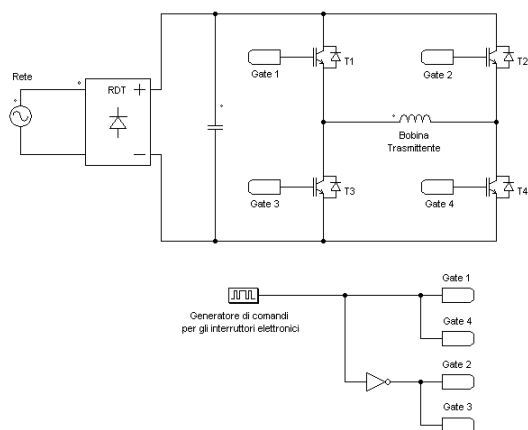 Rete
RDT
Gate 1
T1
Gate 2
T2
Bobina
Trasmittente
Gate 3
T3
Gate 4
T4
Generatore di comandi
per gli interruttori elettronici
Gate 1
Gate 4
Gate 2
Gate 3